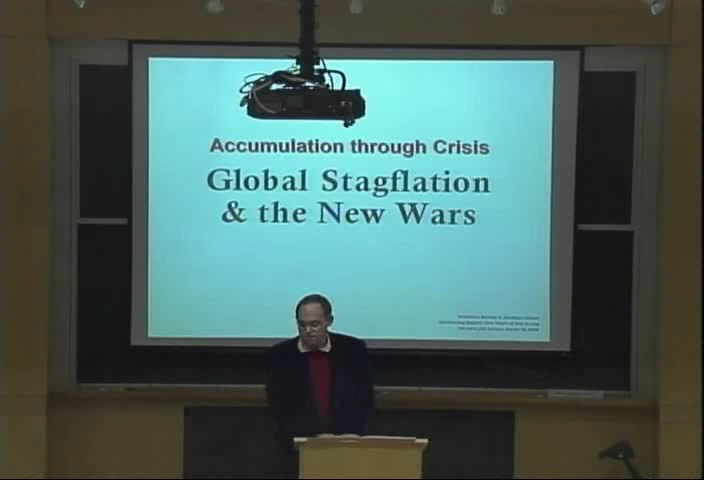 Accumulation through Crisis
Global Stagflation
& the New Wars